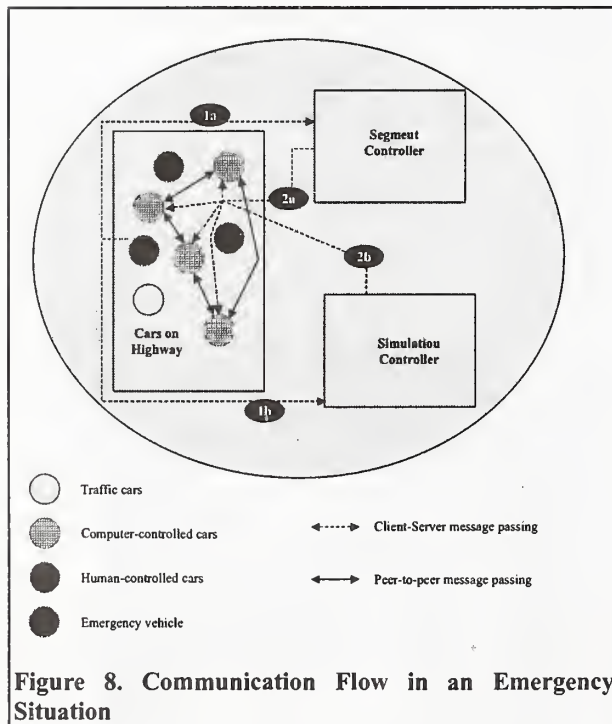 1a
Segment
Controller
2a
2b
Cars on
Highway
Simulation
Controller
1b
Traffic cars
Computer-controlled cars
Client-Server message passing
Human-controlled cars
Peer-to-peer message passing
Emergency vehicle
Figure 8. Communication Flow in an Emergency
Situation